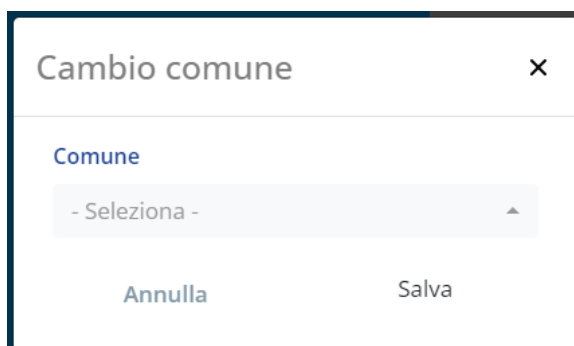 Cambio comune
Comune
- Seleziona -
Annulla
Salva